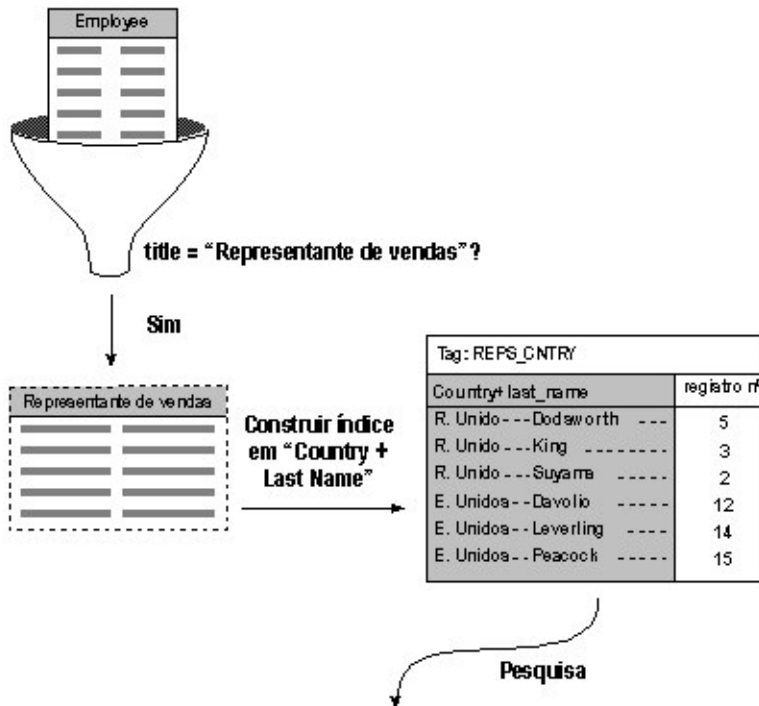 Employee
title = “Representante de vendas”?
Sim
Representante de vendas
Construir índice
em “Country +
Last Name”
Tag: REPS_CNTRY
Country+last_name registro nº
R. Unido---Dodsworth --- 5
R. Unido---King ---- 3
R. Unido---Suyama ---- 2
E. Unidos--Davolio ---- 12
E. Unidos--Leverling ---- 14
E. Unidos--Peacock ----- 15
Pesquisa